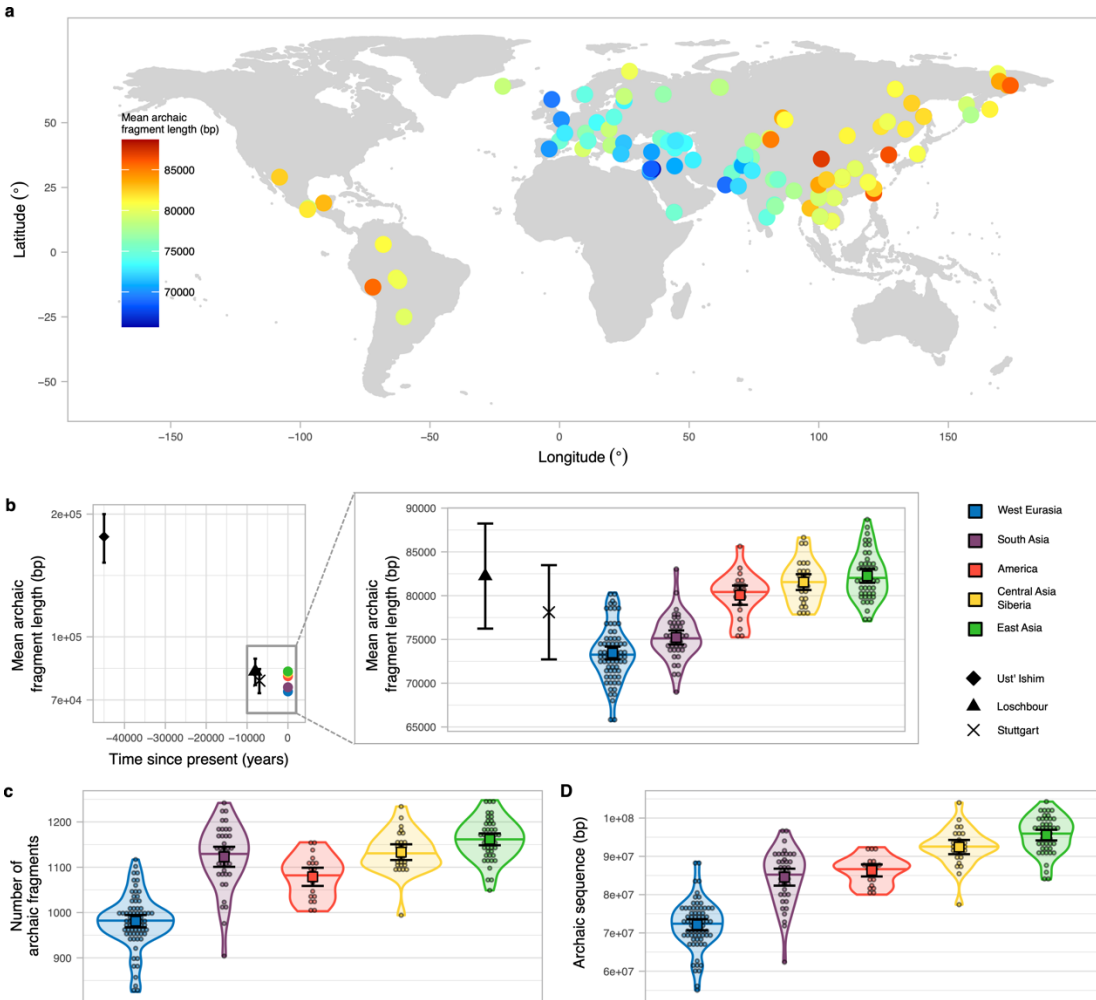 a
Mean archaic
fragment length (bp)
85000
80000
75000
70000
Latitude (°)
50
25
0
−25
−50
−150
−100
−50
0
50
100
150
Longitude (°)
b
Mean archaic
fragment length (bp)
2e+05
1e+05
7e+04
−40000
−30000
−20000
−10000
0
Time since present (years)
Mean archaic
fragment length (bp)
90000
85000
80000
75000
70000
65000
West Eurasia
South Asia
America
Central Asia
Siberia
East Asia
Ust' Ishim
Loschbour
Stuttgart
c
Number of
archaic fragments
1200
1100
1000
900
D
Archaic sequence (bp)
1e+08
9e+07
8e+07
7e+07
6e+07